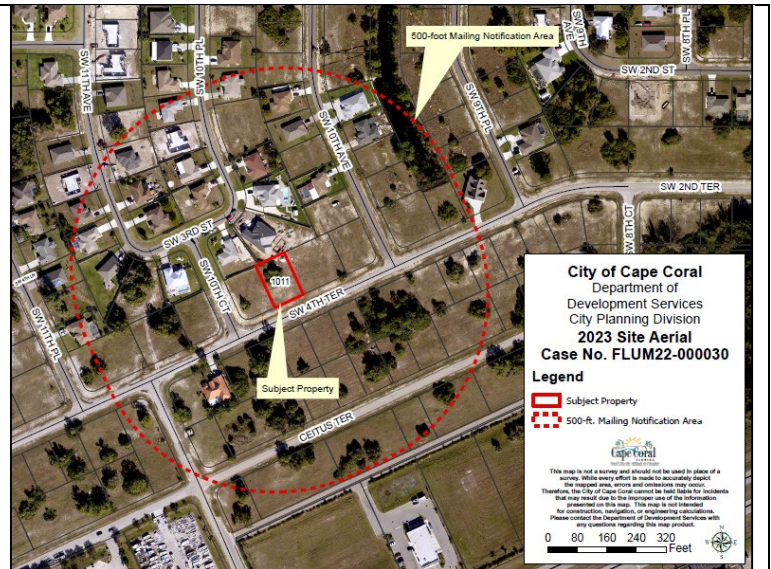 500-foot Mailing Notification Area
SW 11TH AVE
SW 10TH PL
SW 10TH AVE
SW 9TH PL
SW 9TH AVE
SW 8TH PL
SW 2ND ST
SW 2ND TER
SW 8TH CT
SW 3RD ST
SW 10TH CT
1011
SW 4TH TER
SW 11TH PL
Subject Property
CEITUS TER
City of Cape Coral
Department of
Development Services
City Planning Division
2023 Site Aerial
Case No. FLUM22-000030
Legend
Subject Property
500-ft. Mailing Notification Area
Cape Coral
FLORIDA
This map is not a survey and should not be used in place of a
survey. While every effort is made to accurately depict
the mapped area, errors and omissions may occur.
Therefore, the City of Cape Coral cannot be held liable for incidents
that may result due to the improper use of the information
presented on this map. This map is not intended
for construction, navigation, or engineering calculations.
Please contact the Department of Development Services with
any questions regarding this map product.
0 80 160 240 320
Feet
N
W E
S